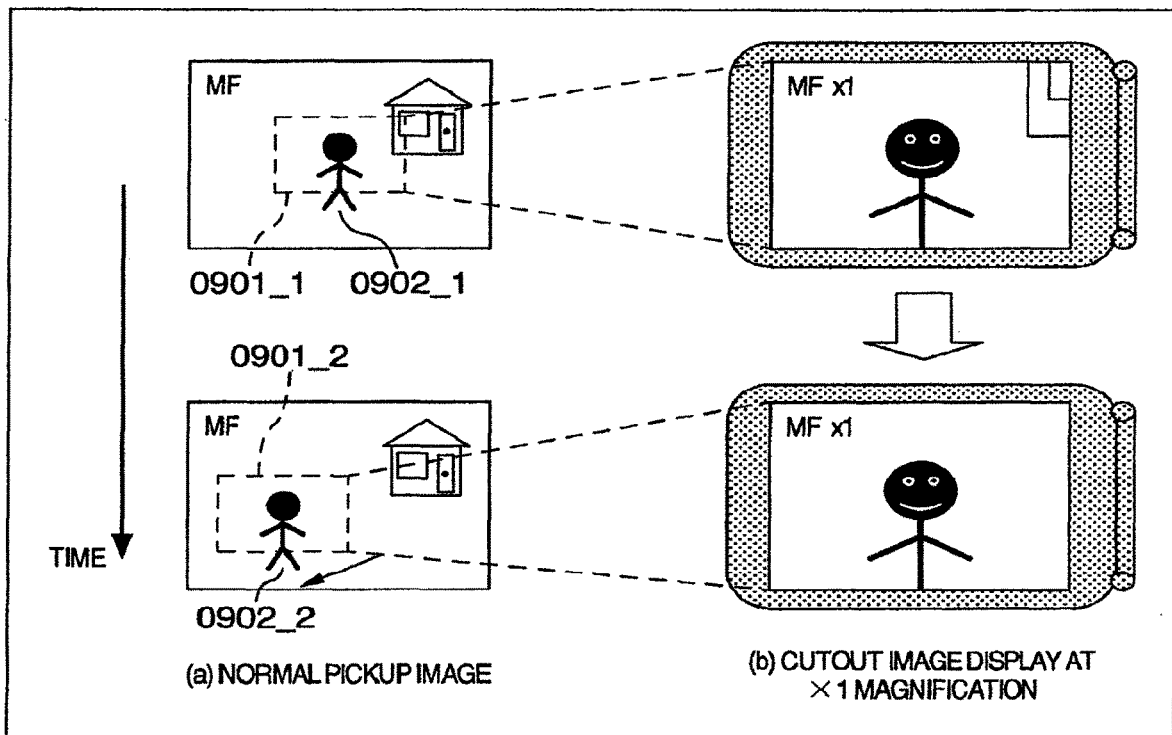 MF
MF x1
0901_1
0902_1
0901_2
MF
MF x1
TIME
0902_2
(a) NORMAL PICKUP IMAGE
(b) CUTOUT IMAGE DISPLAY AT
× 1 MAGNIFICATION